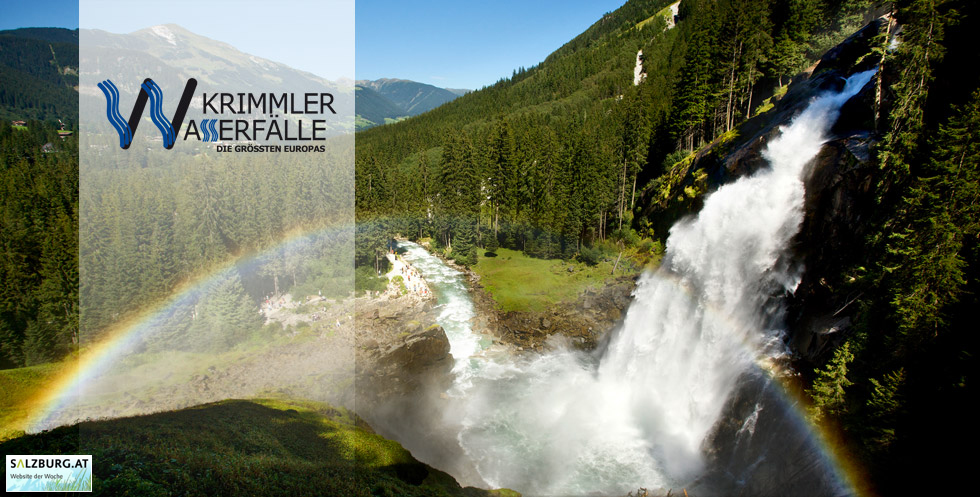 KRIMMLER
WASSERFÄLLE
DIE GRÖSSTEN EUROPAS
SALZBURG.AT
Website der Woche